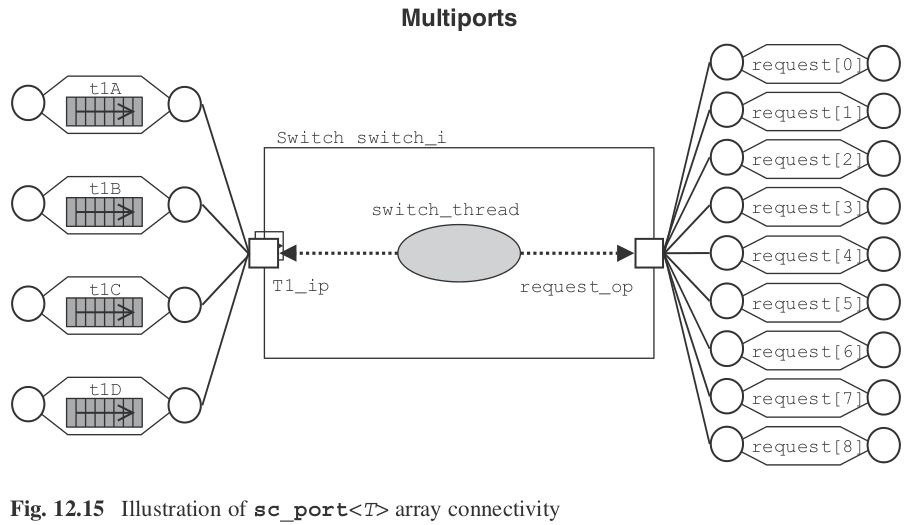 Multiports
t1A
t1B
t1C
t1D
Switch switch_i
switch_thread
T1_ip
request_op
request[0]
request[1]
request[2]
request[3]
request[4]
request[5]
request[6]
request[7]
request[8]
Fig. 12.15 Illustration of sc_port<T> array connectivity